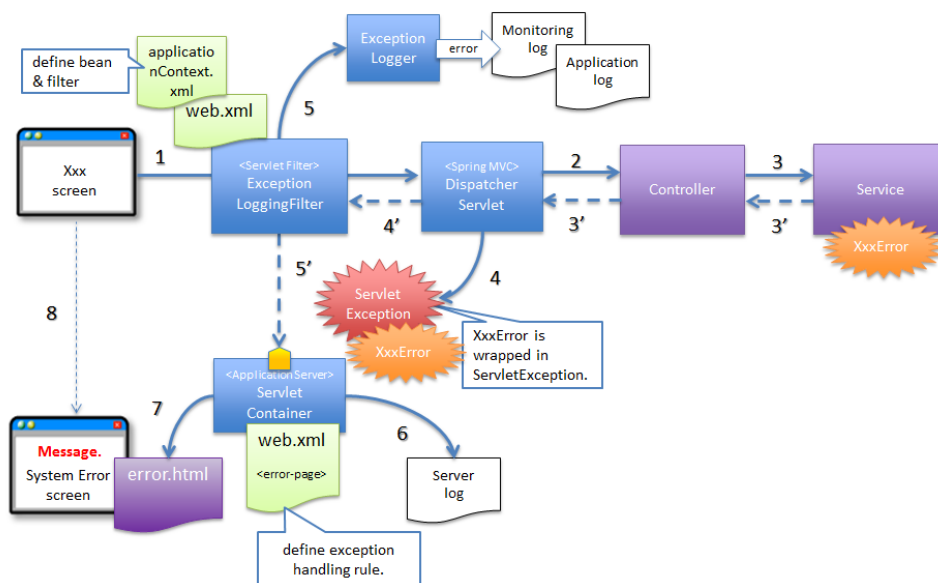 define bean
& filter
applicatio
nContext.
xml
web.xml
Exception
Logger
error
Monitoring
log
Application
log
5
1
Xxx
screen
<Servlet Filter>
Exception
LoggingFilter
<Spring MVC>
Dispatcher
Servlet
2
Controller
3
Service
4’
3’
3’
XxxError
5’
4
Servlet
Exception
XxxError
XxxError is
wrapped in
ServletException.
8
<Application Server>
Servlet
Container
7
6
Message.
System Error
screen
error.html
web.xml
<error-page>
Server
log
define exception
handling rule.